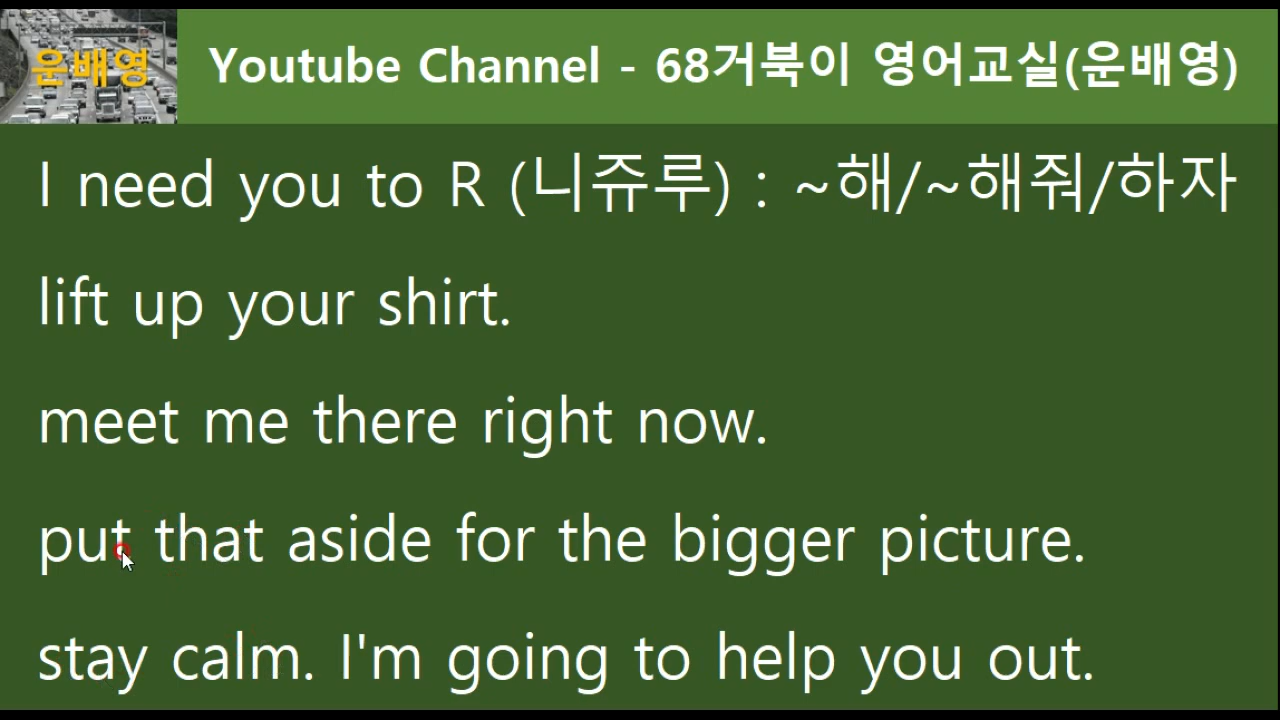 운배영
Youtube Channel - 68거북이 영어교실(운배영)
I need you to R (니쥬루) : ~해/~해줘/하자
lift up your shirt.
meet me there right now.
put that aside for the bigger picture.
stay calm. I'm going to help you out.